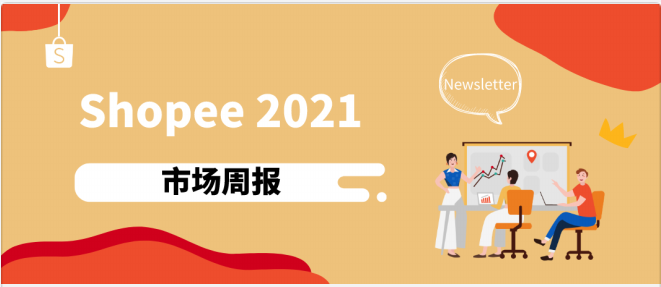 S
Newsletter
Shopee 2021
市场周报